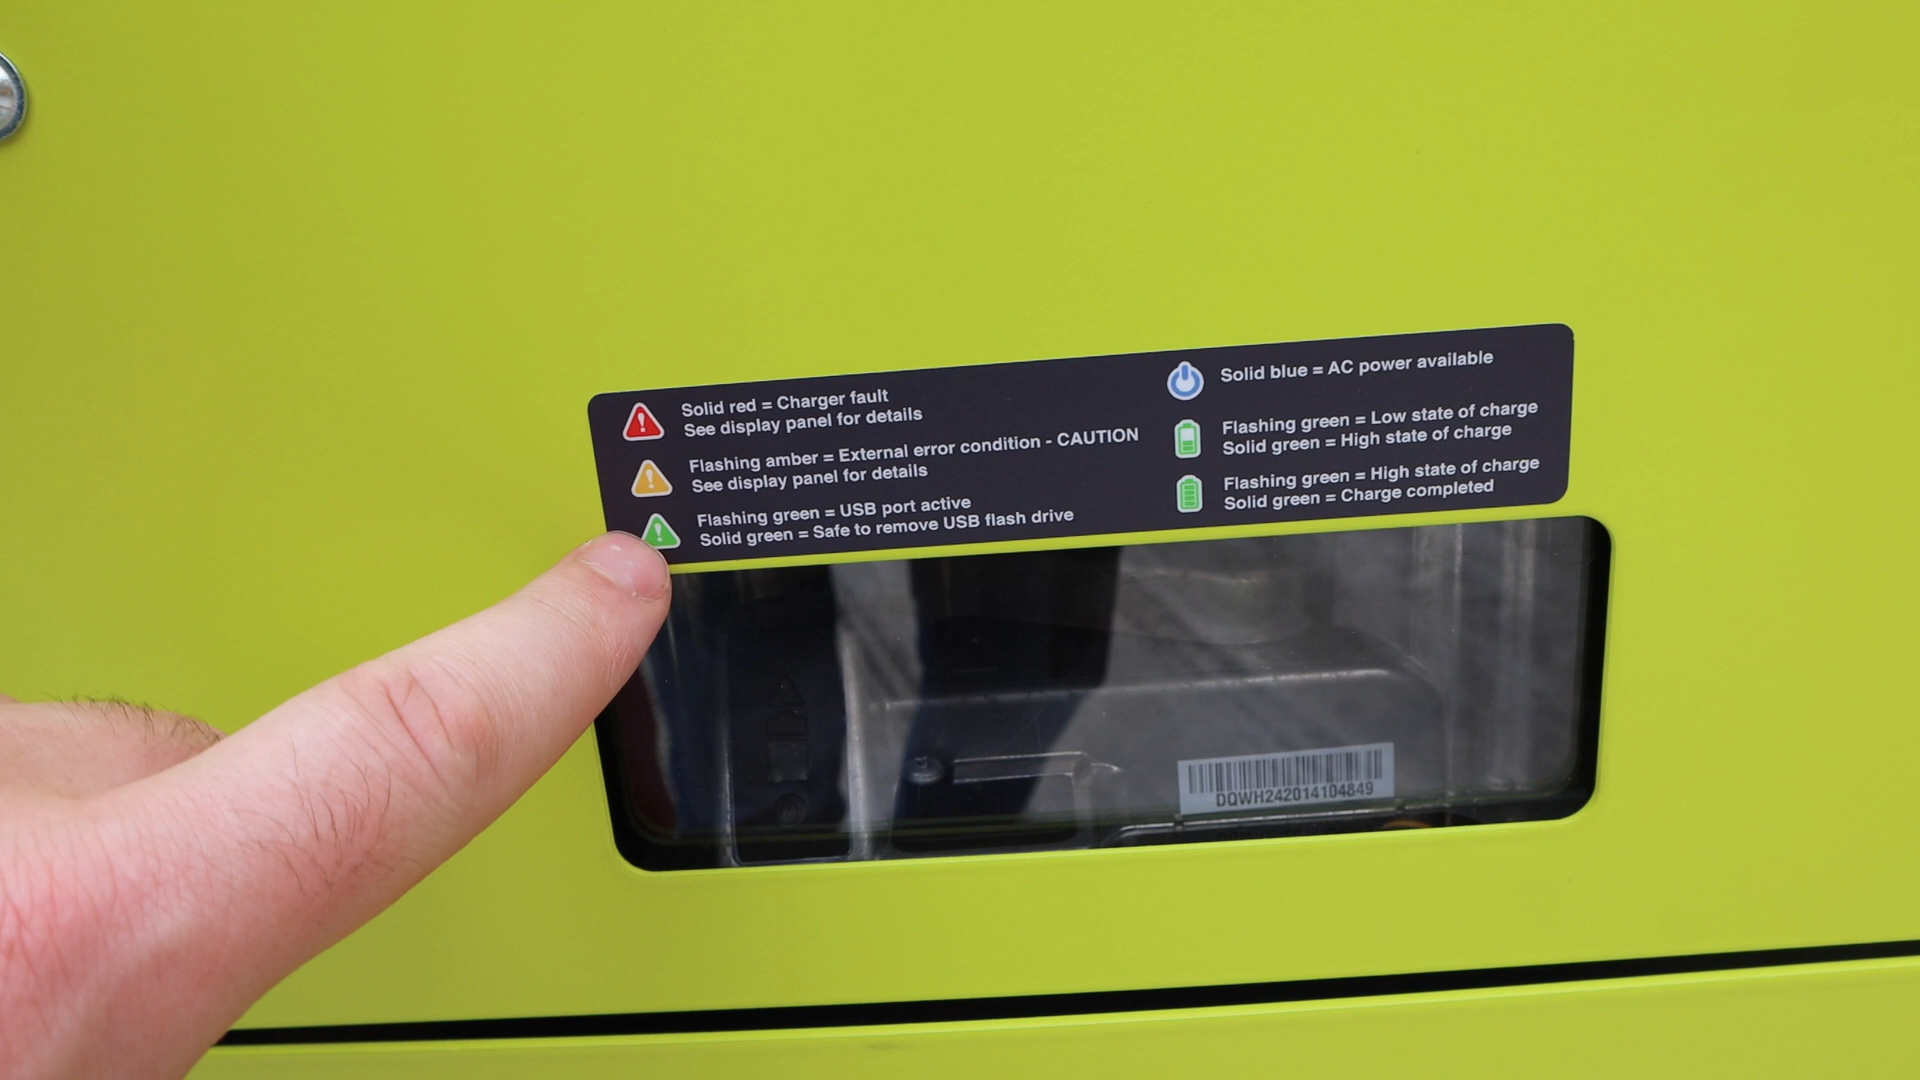 Solid red = Charger fault
See display panel for details
Flashing amber = External error condition - CAUTION
See display panel for details
Flashing green = USB port active
Solid green = Safe to remove USB flash drive
Solid blue = AC power available
Flashing green = Low state of charge
Solid green = High state of charge
Flashing green = High state of charge
Solid green = Charge completed
DQWH242014104849